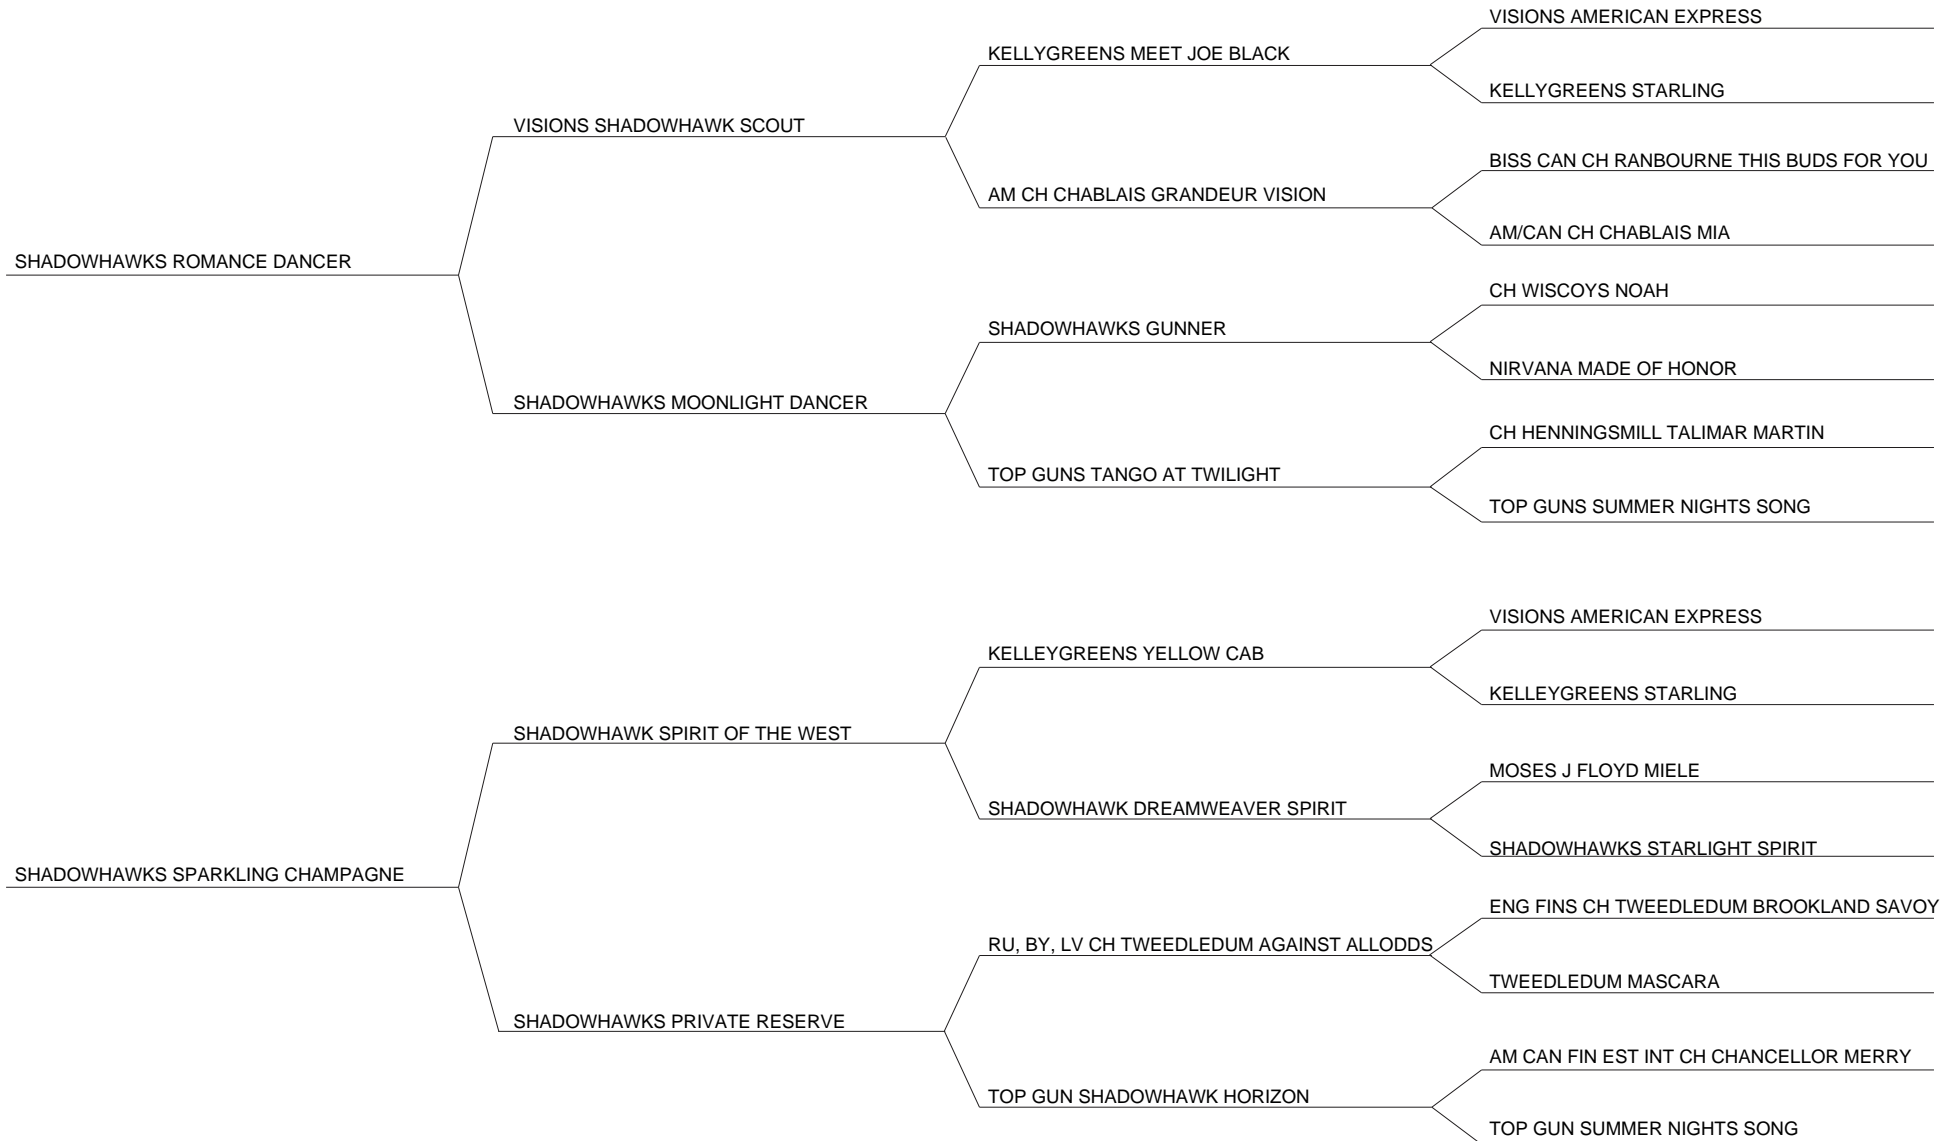 VISIONS AMERICAN EXPRESS
KELLYGREENS MEET JOE BLACK
KELLYGREENS STARLING
VISIONS SHADOWHAWK SCOUT
BISS CAN CH RANBOURNE THIS BUDS FOR YOU
AM CH CHABLAIS GRANDEUR VISION
AM/CAN CH CHABLAIS MIA
SHADOWHAWKS ROMANCE DANCER
CH WISCOYS NOAH
SHADOWHAWKS GUNNER
NIRVANA MADE OF HONOR
SHADOWHAWKS MOONLIGHT DANCER
CH HENNINGSMILL TALIMAR MARTIN
TOP GUNS TANGO AT TWILIGHT
TOP GUNS SUMMER NIGHTS SONG
VISIONS AMERICAN EXPRESS
KELLEYGREENS YELLOW CAB
KELLEYGREENS STARLING
SHADOWHAWK SPIRIT OF THE WEST
MOSES J FLOYD MIELE
SHADOWHAWK DREAMWEAVER SPIRIT
SHADOWHAWKS STARLIGHT SPIRIT
SHADOWHAWKS SPARKLING CHAMPAGNE
ENG FINS CH TWEEDLEDUM BROOKLAND SAVOY
RU, BY, LV CH TWEEDLEDUM AGAINST ALLODDS
TWEEDLEDUM MASCARA
SHADOWHAWKS PRIVATE RESERVE
AM CAN FIN EST INT CH CHANCELLOR MERRY
TOP GUN SHADOWHAWK HORIZON
TOP GUN SUMMER NIGHTS SONG